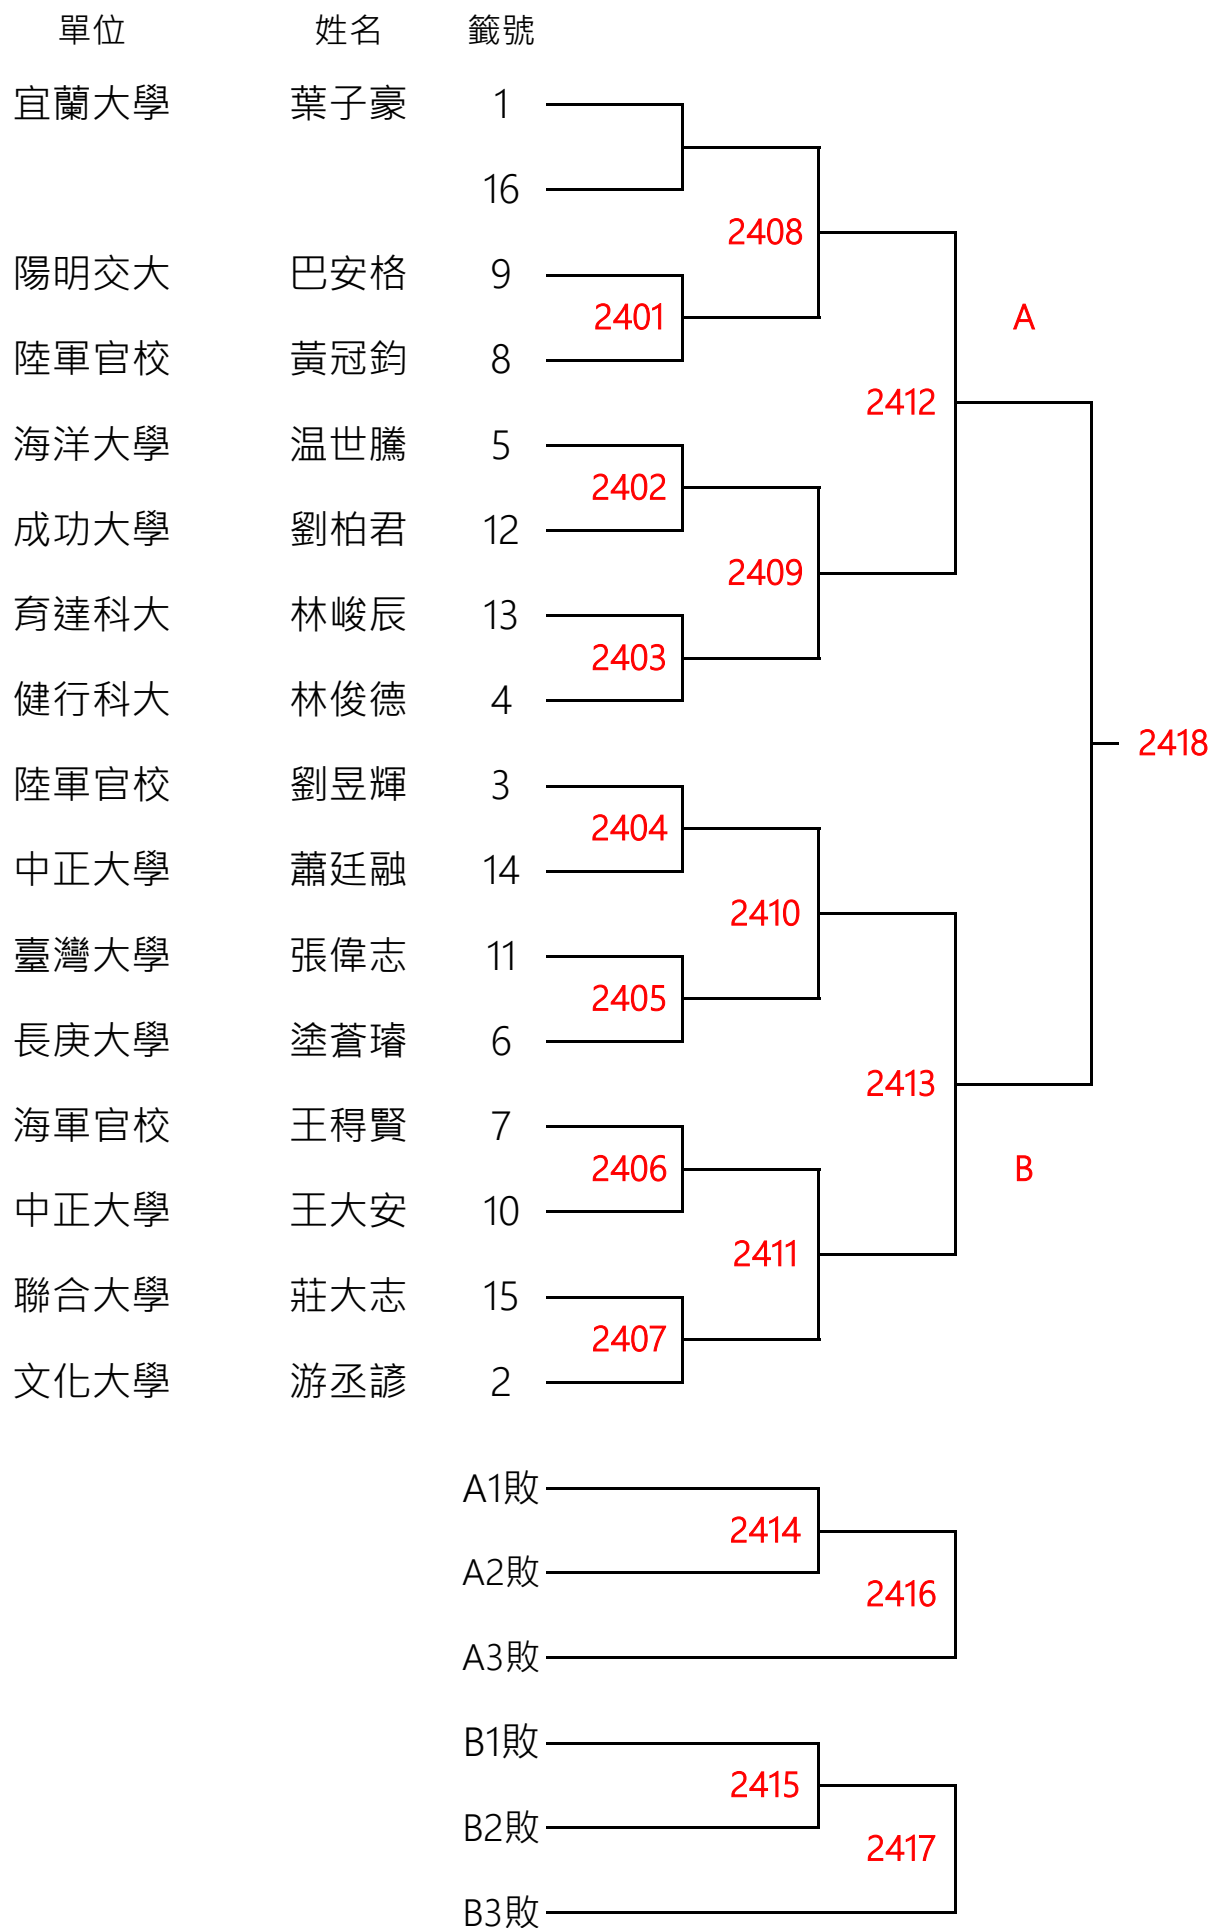 單位 姓名 籤號
宜蘭大學 葉子豪 1
16
2408
陽明交大 巴安格 9
2401 A
陸軍官校 黃冠鈞 8
2412
海洋大學 温世騰 5
2402
成功大學 劉柏君 12
2409
育達科大 林峻辰 13
2403
健行科大 林俊德 4
2418
陸軍官校 劉昱輝 3
2404
中正大學 蕭廷融 14
2410
臺灣大學 張偉志 11
2405
長庚大學 塗蒼璿 6
2413
海軍官校 王稦賢 7
2406 B
中正大學 王大安 10
2411
聯合大學 莊大志 15
2407
文化大學 游丞諺 2
A1敗
2414
A2敗
2416
A3敗
B1敗
2415
B2敗
2417
B3敗